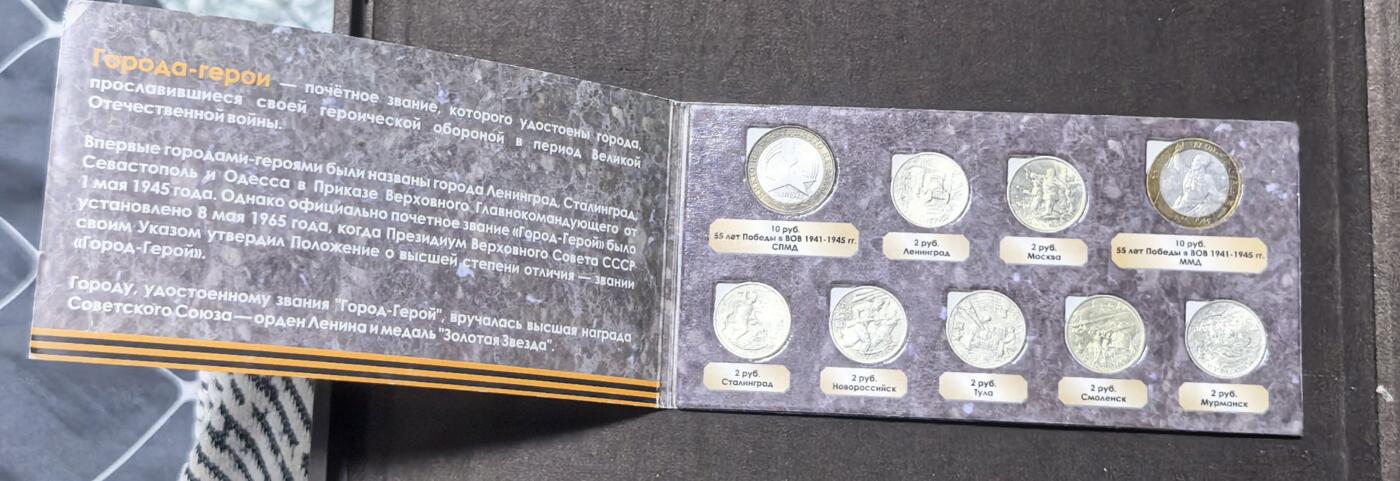 Города-герои — почётное звание, которого удостоены города,
прославившиеся своей героической обороной в период Великой
Отечественной войны.
Впервые городами-героями были названы города Ленинград, Сталинград,
Севастополь и Одесса в Приказе Верховного Главнокомандующего от
1 мая 1945 года. Однако официально почетное звание «Город-Герой» было
установлено 8 мая 1965 года, когда Президиум Верховного Совета СССР
своим Указом утвердил Положение о высшей степени отличия — звании
«Город-Герой».
Городу, удостоенному звания "Город-Герой", вручалась высшая награда
Советского Союза — орден Ленина и медаль "Золотая Звезда".
10 руб.
55 лет Победы в ВОВ 1941-1945 гг.
СПМД
2 руб.
Ленинград
2 руб.
Москва
10 руб.
55 лет Победы в ВОВ 1941-1945 гг.
ММД
2 руб.
Сталинград
2 руб.
Новороссийск
2 руб.
Тула
2 руб.
Смоленск
2 руб.
Мурманск